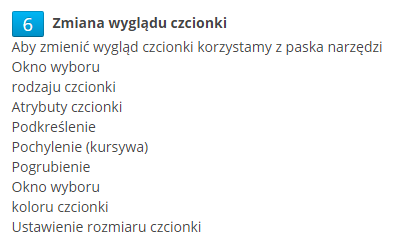 6 Zmiana wyglądu czcionki
Aby zmienić wygląd czcionki korzystamy z paska narzędzi
Okno wyboru
rodzaju czcionki
Atrybuty czcionki
Podkreślenie
Pochylenie (kursywa)
Pogrubienie
Okno wyboru
koloru czcionki
Ustawienie rozmiaru czcionki